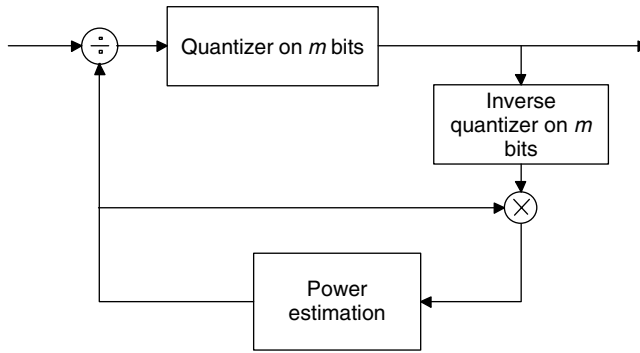 ÷
Quantizer on m bits
Inverse
quantizer on m
bits
×
Power
estimation